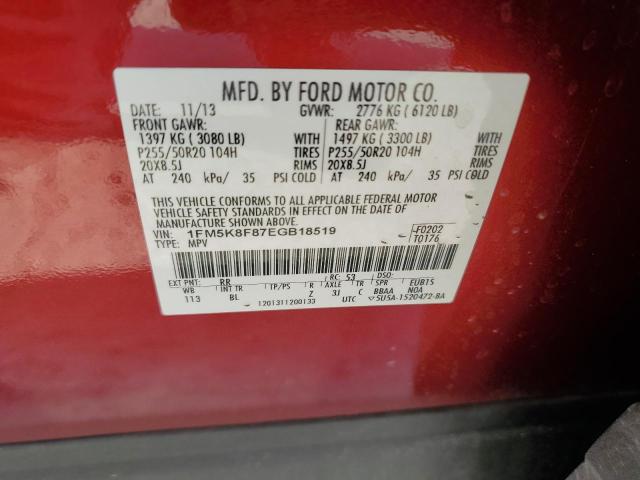 MFD. BY FORD MOTOR CO.
DATE: 11/13 GVWR: 2776 KG ( 6120 LB)
FRONT GAWR: REAR GAWR:
1397 KG ( 3080 LB) WITH 1497 KG ( 3300 LB) WITH
P255/50R20 104H TIRES P255/50R20 104H TIRES
20X8.5J RIMS 20X8.5J RIMS
AT 240 kPa/ 35 PSI COLD AT 240 kPa/ 35 PSI COLD
THIS VEHICLE CONFORMS TO ALL APPLICABLE FEDERAL MOTOR
VEHICLE SAFETY STANDARDS IN EFFECT ON THE DATE OF
MANUFACTURE SHOWN ABOVE.
VIN: 1FM5K8F87EGB18519 F0202
TYPE: MPV T0176
EXT PNT: RR RC: 53 DSO:
WB INT TR TP/PS R AXLE TR SPR EUB15
113 BL Z 3J C BBAA NOA
1201311200133 UTC 5U5A-1520472-BA